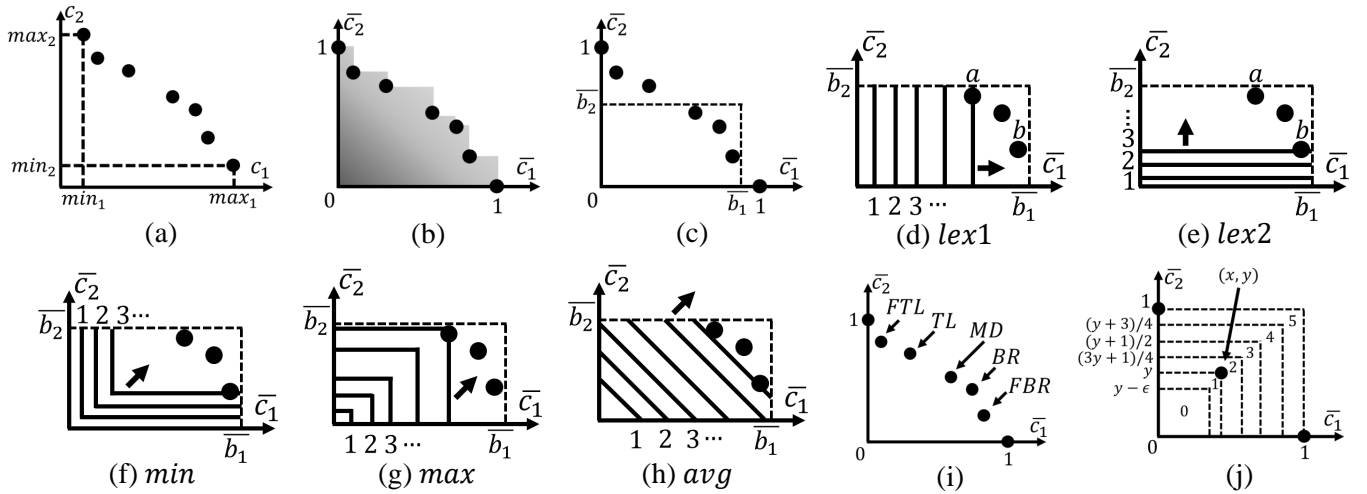 c₂
max₂
min₂
min₁ max₁
c₁
(a)
c̅₂
1
0
1
c̅₁
(b)
c̅₂
1
b̅₂
0
b̅₁ 1
c̅₁
(c)
c̅₂
b̅₂
a
b
c̅₁
1 2 3 ···
b̅₁
(d) lex1
c̅₂
b̅₂
a
⋮
3
b
2
1
c̅₁
b̅₁
(e) lex2
c̅₂
1 2 3 ···
b̅₂
c̅₁
b̅₁
(f) min
c̅₂
b̅₂
c̅₁
1 2 3 ···
b̅₁
(g) max
c̅₂
b̅₂
c̅₁
1 2 3 ···
b̅₁
(h) avg
c̅₂
1
FTL
TL
MD
BR
FBR
c̅₁
0
1
(i)
c̅₂
(x, y)
1
5
(y + 3)/4
4
(y + 1)/2
3
(3y + 1)/4
2
y
1
y − ϵ
0
c̅₁
0
1
(j)